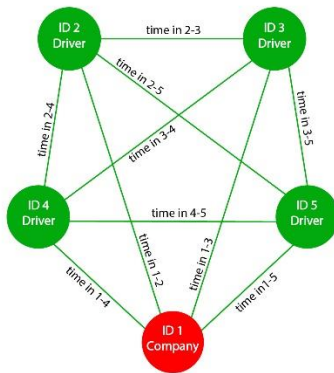 ID 2
Driver
time in 2-3
ID 3
Driver
time in 2-4
time in 2-5
time in 3-4
time in 3-5
ID 4
Driver
time in 4-5
ID 5
Driver
time in 1-4
time in 1-2
time in 1-3
time in1-5
ID 1
Company